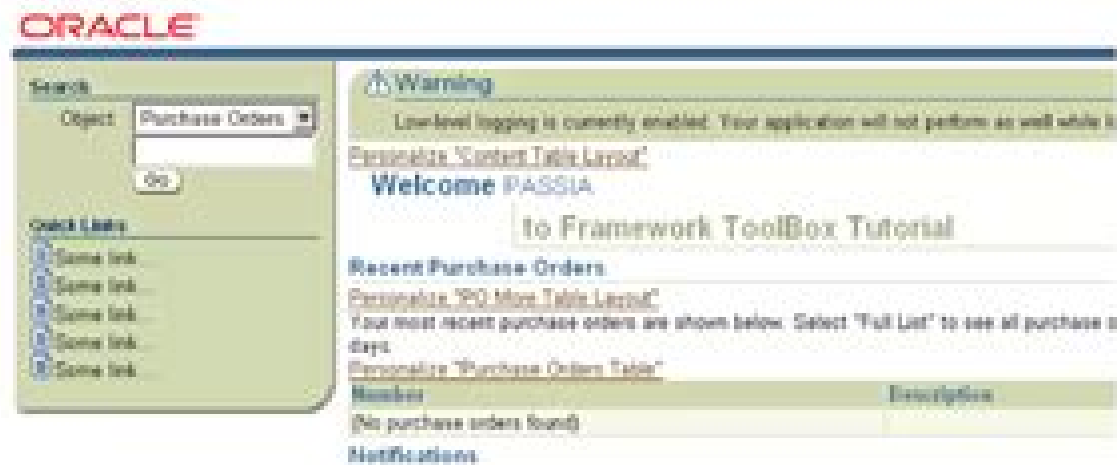 ORACLE
Search
Object Purchase Orders
Go
Quick Links
Some link...
Some link...
Some link...
Some link...
Some link...
Warning
Low-level logging is currently enabled. Your application will not perform as well while
Personalize "Content Table Layout"
Welcome PASSIA
to Framework ToolBox Tutorial
Recent Purchase Orders
Personalize "PO More Table Layout"
Your most recent purchase orders are shown below. Select "Full List" to see all purchase
days.
Personalize "Purchase Orders Table"
Number Description
(No purchase orders found)
Notifications